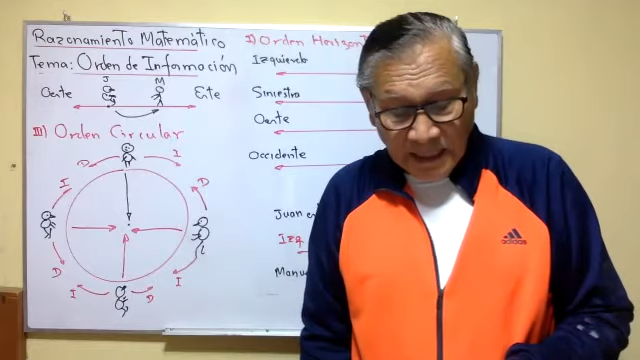 Razonamiento Matemático
Tema: Orden de Información
J M
Oeste Este
III) Orden Circular
D I
I D
D I
I D
I) Orden Horizont
Izquierda
Siniestra
Oeste
Occidente
Juan
Izq
Manu
adidas